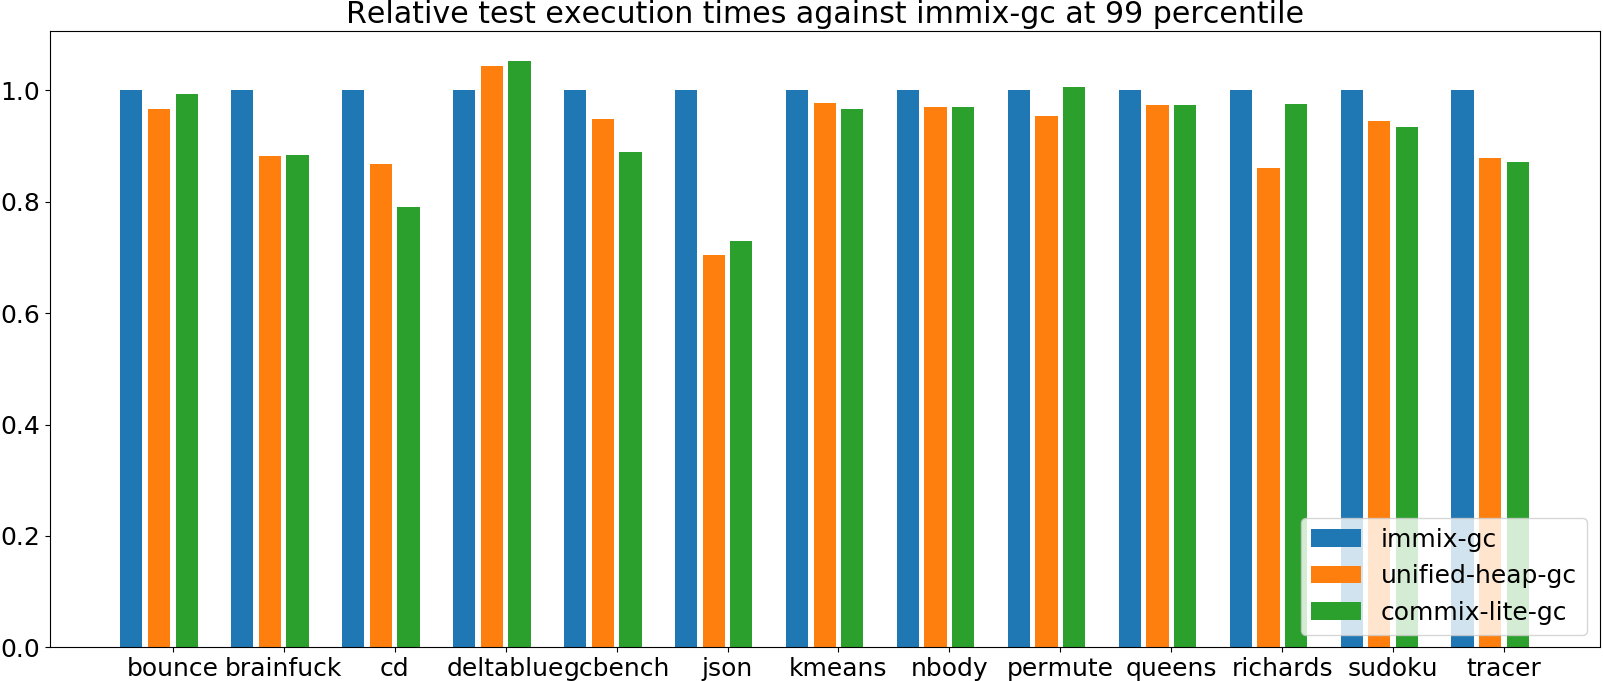 Relative test execution times against immix-gc at 99 percentile
1.0
0.8
0.6
0.4
0.2
0.0
bounce brainfuck cd deltablue gcbench json kmeans nbody permute queens richards sudoku tracer
immix-gc
unified-heap-gc
commix-lite-gc